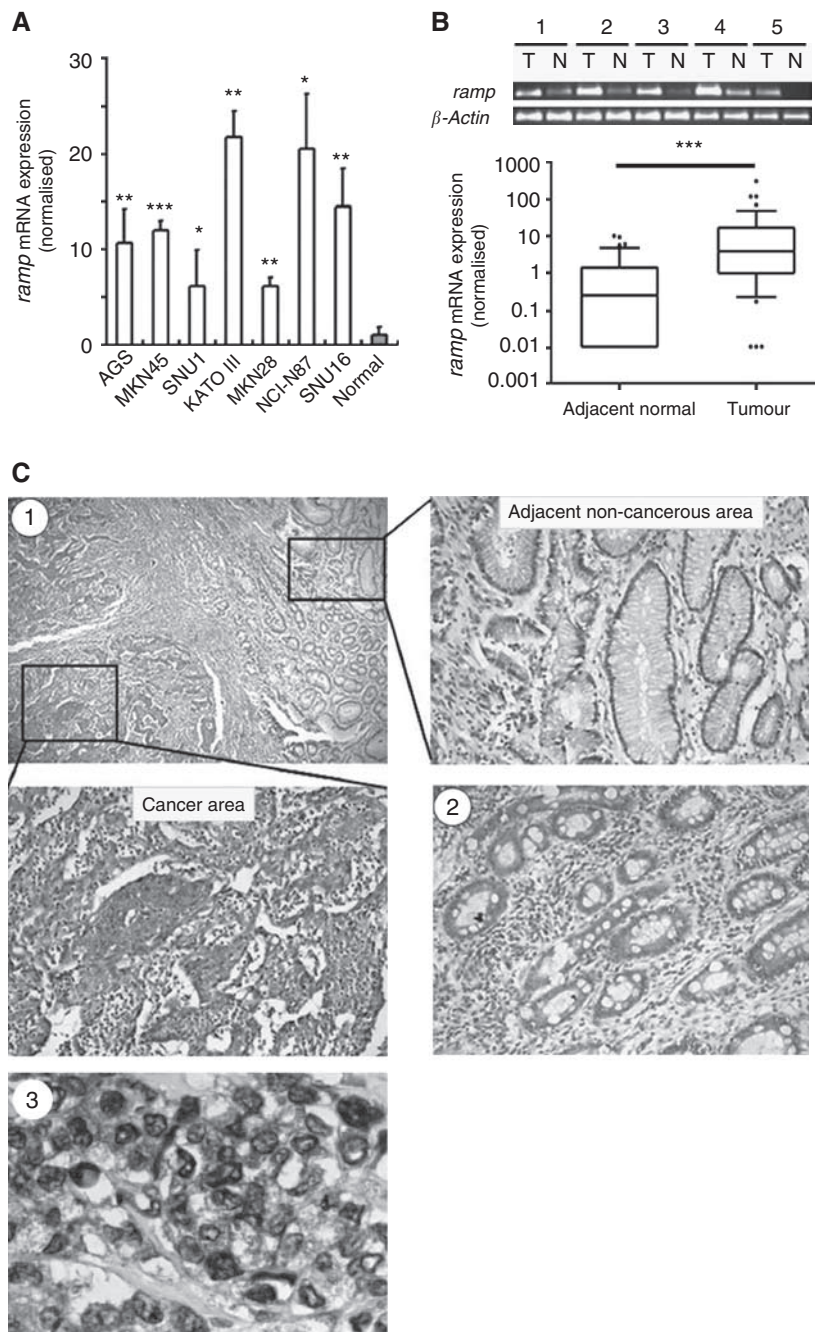 A
30
20
10
0
ramp mRNA expression
(normalised)
** *** * ** ** * **
AGS MKN45 SNU1 KATO III MKN28 NCI-N87 SNU16 Normal
B
1 2 3 4 5
T N T N T N T N T N
ramp
β-Actin
***
1000
100
10
1
0.1
0.01
0.001
ramp mRNA expression
(normalised)
Adjacent normal Tumour
C
1
Adjacent non-cancerous area
Cancer area
2
3